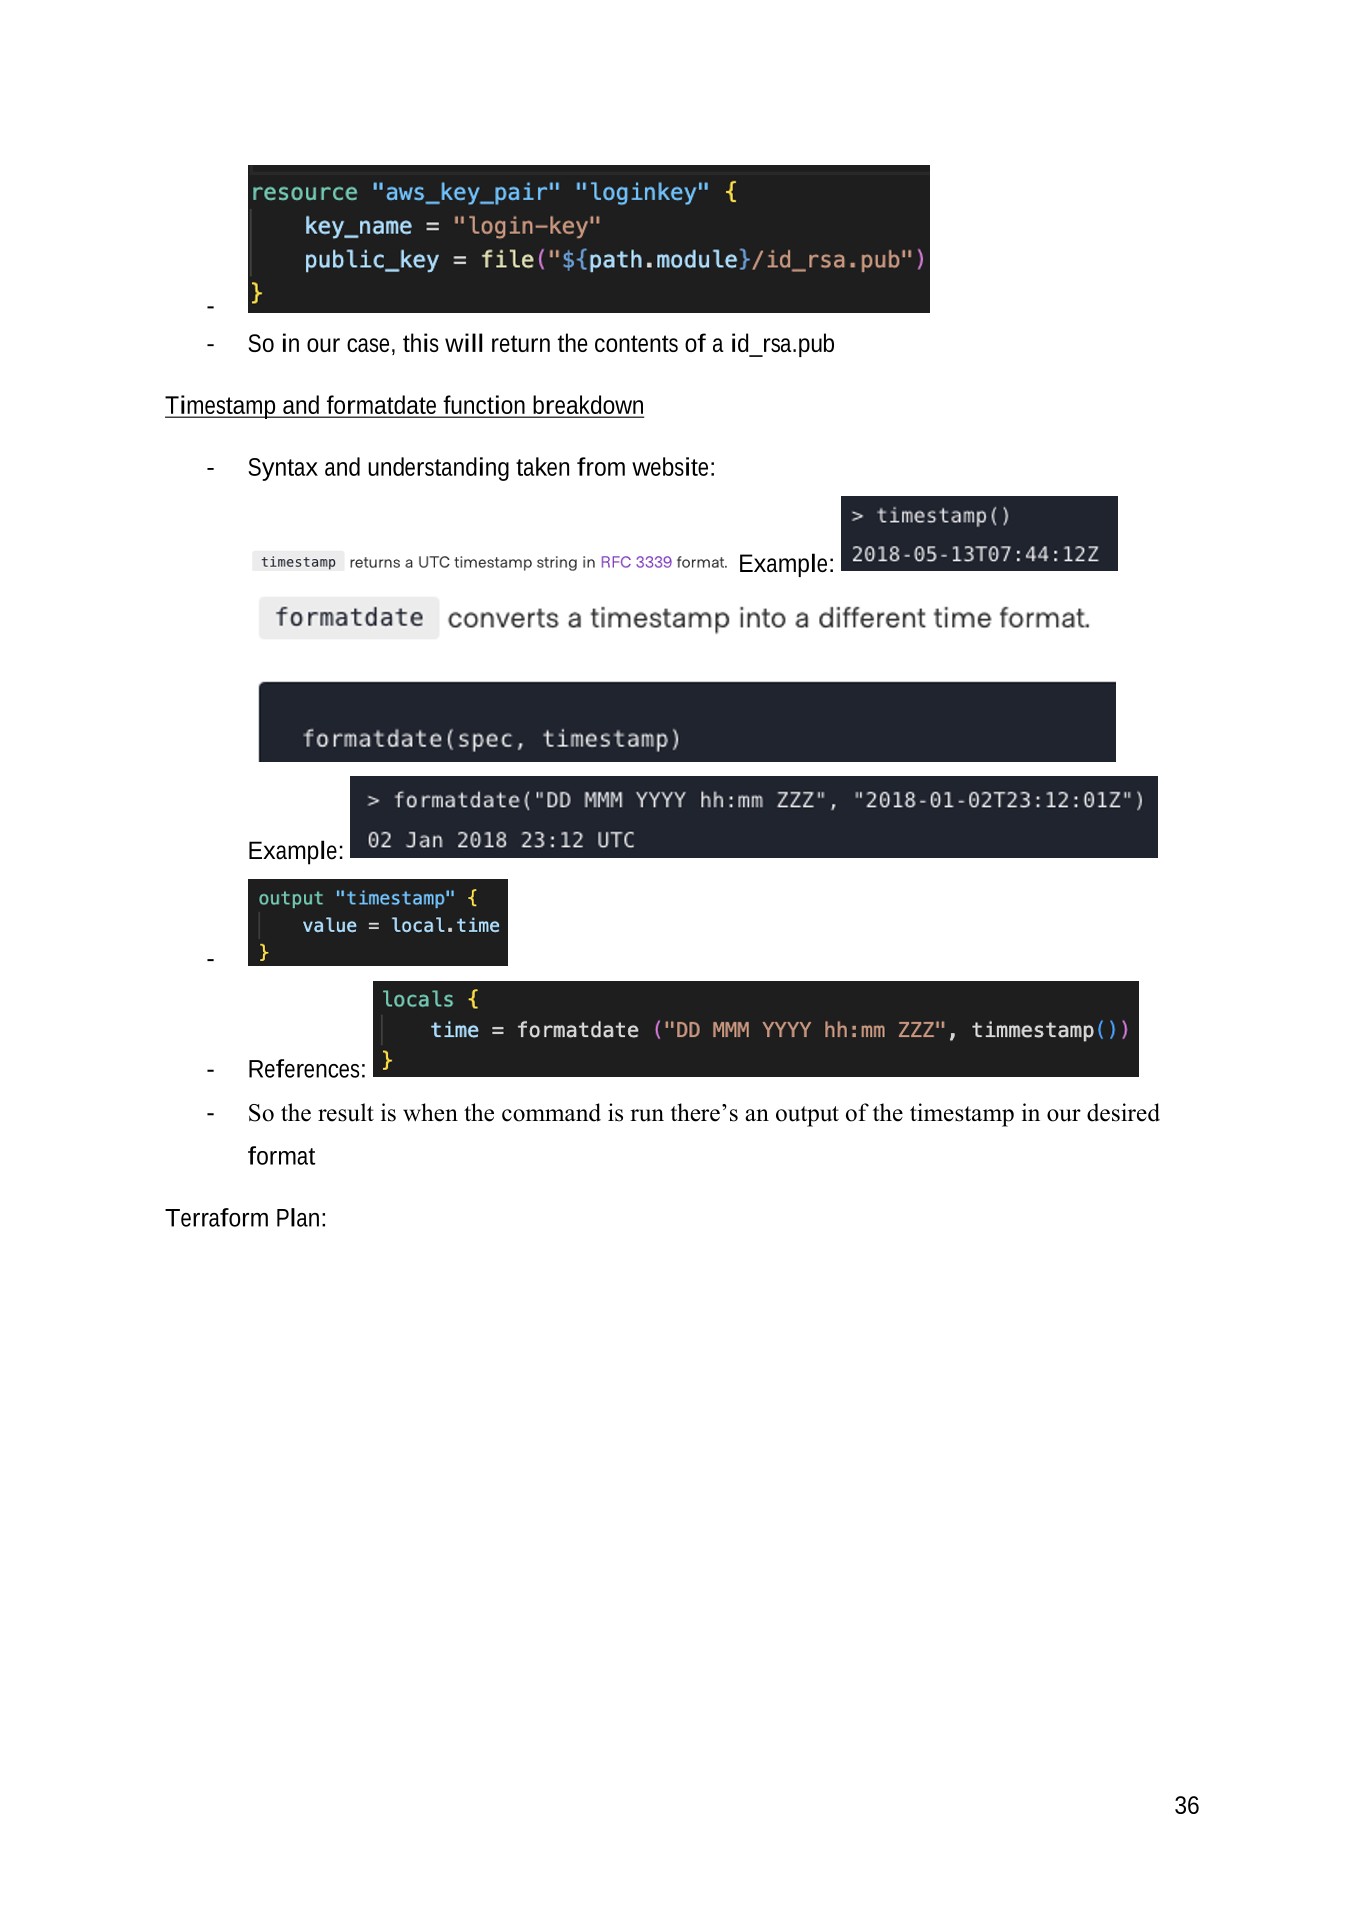 resource "aws_key_pair" "loginkey" {
key_name = "login-key"
public_key = file("${path.module}/id_rsa.pub")
}
-
- So in our case, this will return the contents of a id_rsa.pub
Timestamp and formatdate function breakdown
- Syntax and understanding taken from website:
timestamp returns a UTC timestamp string in RFC 3339 format. Example:
> timestamp()
2018-05-13T07:44:12Z
formatdate converts a timestamp into a different time format.
formatdate(spec, timestamp)
Example:
> formatdate("DD MMM YYYY hh:mm ZZZ", "2018-01-02T23:12:01Z")
02 Jan 2018 23:12 UTC
output "timestamp" {
value = local.time
}
-
- References:
locals {
time = formatdate ("DD MMM YYYY hh:mm ZZZ", timmestamp())
}
- So the result is when the command is run there’s an output of the timestamp in our desired
format
Terraform Plan:
36